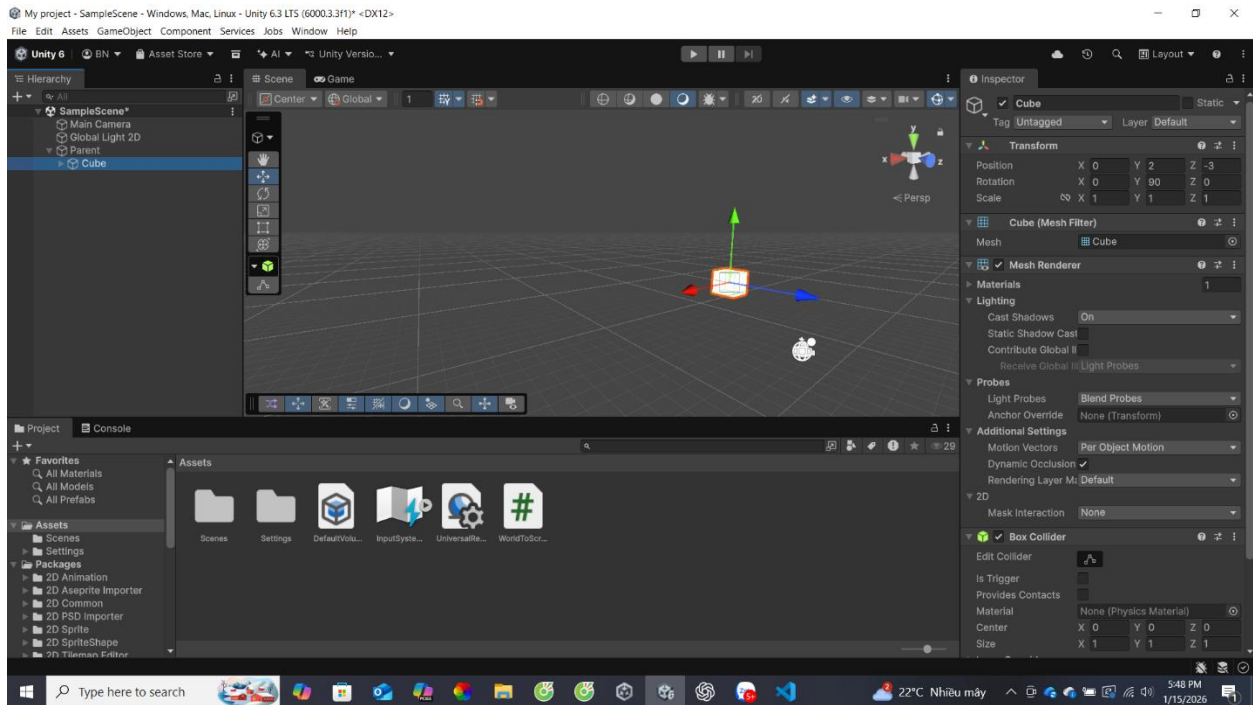 My project - SampleScene - Windows, Mac, Linux - Unity 6.3 LTS (6000.3.3f1)* <DX12>
File Edit Assets GameObject Component Services Jobs Window Help
Unity 6 BN Asset Store AI Unity Versio... Layout
Hierarchy
All
SampleScene*
Main Camera
Global Light 2D
Parent
Cube
Scene Game
Center Global 1 2D
y
x z
Persp
Inspector
Cube Static
Tag Untagged Layer Default
Transform
Position X 0 Y 2 Z -3
Rotation X 0 Y 90 Z 0
Scale X 1 Y 1 Z 1
Cube (Mesh Filter)
Mesh Cube
Mesh Renderer
Materials 1
Lighting
Cast Shadows On
Static Shadow Cast
Contribute Global Il
Receive Global Ill Light Probes
Probes
Light Probes Blend Probes
Anchor Override None (Transform)
Additional Settings
Motion Vectors Per Object Motion
Dynamic Occlusion
Rendering Layer Ma Default
2D
Mask Interaction None
Box Collider
Edit Collider
Is Trigger
Provides Contacts
Material None (Physics Material)
Center X 0 Y 0 Z 0
Size X 1 Y 1 Z 1
Project Console
29
Favorites
All Materials
All Models
All Prefabs
Assets
Scenes
Settings
Packages
2D Animation
2D Aseprite Importer
2D Common
2D PSD Importer
2D Sprite
2D SpriteShape
2D Tilemap Editor
Assets
Scenes Settings DefaultVolu... InputSyste... UniversalRe... WorldToScr...
Type here to search
22°C Nhiều mây
5:48 PM
1/15/2026